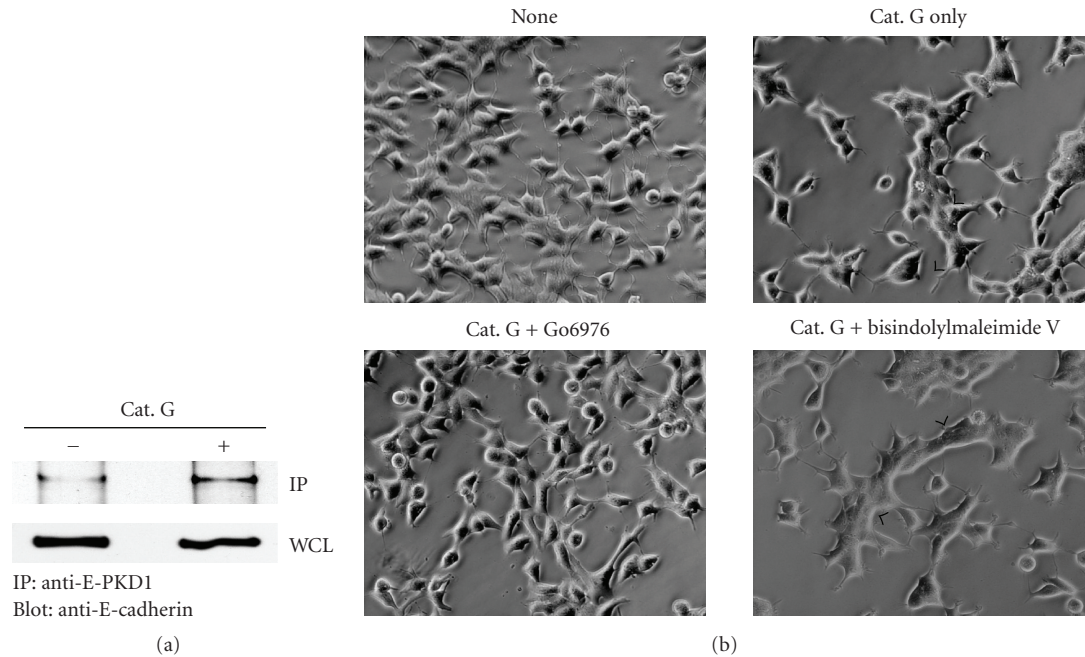 None
Cat. G only
Cat. G + Go6976
Cat. G + bisindolylmaleimide V
Cat. G
− +
IP
WCL
IP: anti-E-PKD1
Blot: anti-E-cadherin
(a)
(b)